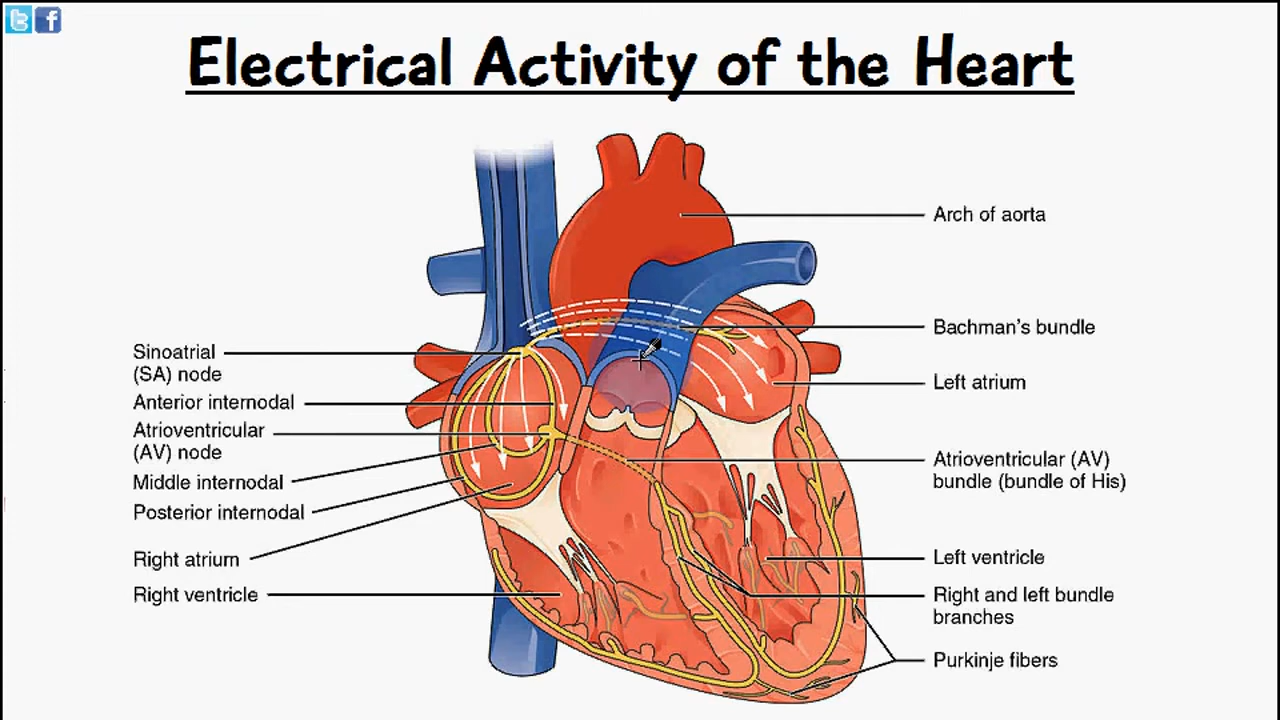 Electrical Activity of the Heart
Sinoatrial
(SA) node
Anterior internodal
Atrioventricular
(AV) node
Middle internodal
Posterior internodal
Right atrium
Right ventricle
Arch of aorta
Bachman's bundle
Left atrium
Atrioventricular (AV)
bundle (bundle of His)
Left ventricle
Right and left bundle
branches
Purkinje fibers